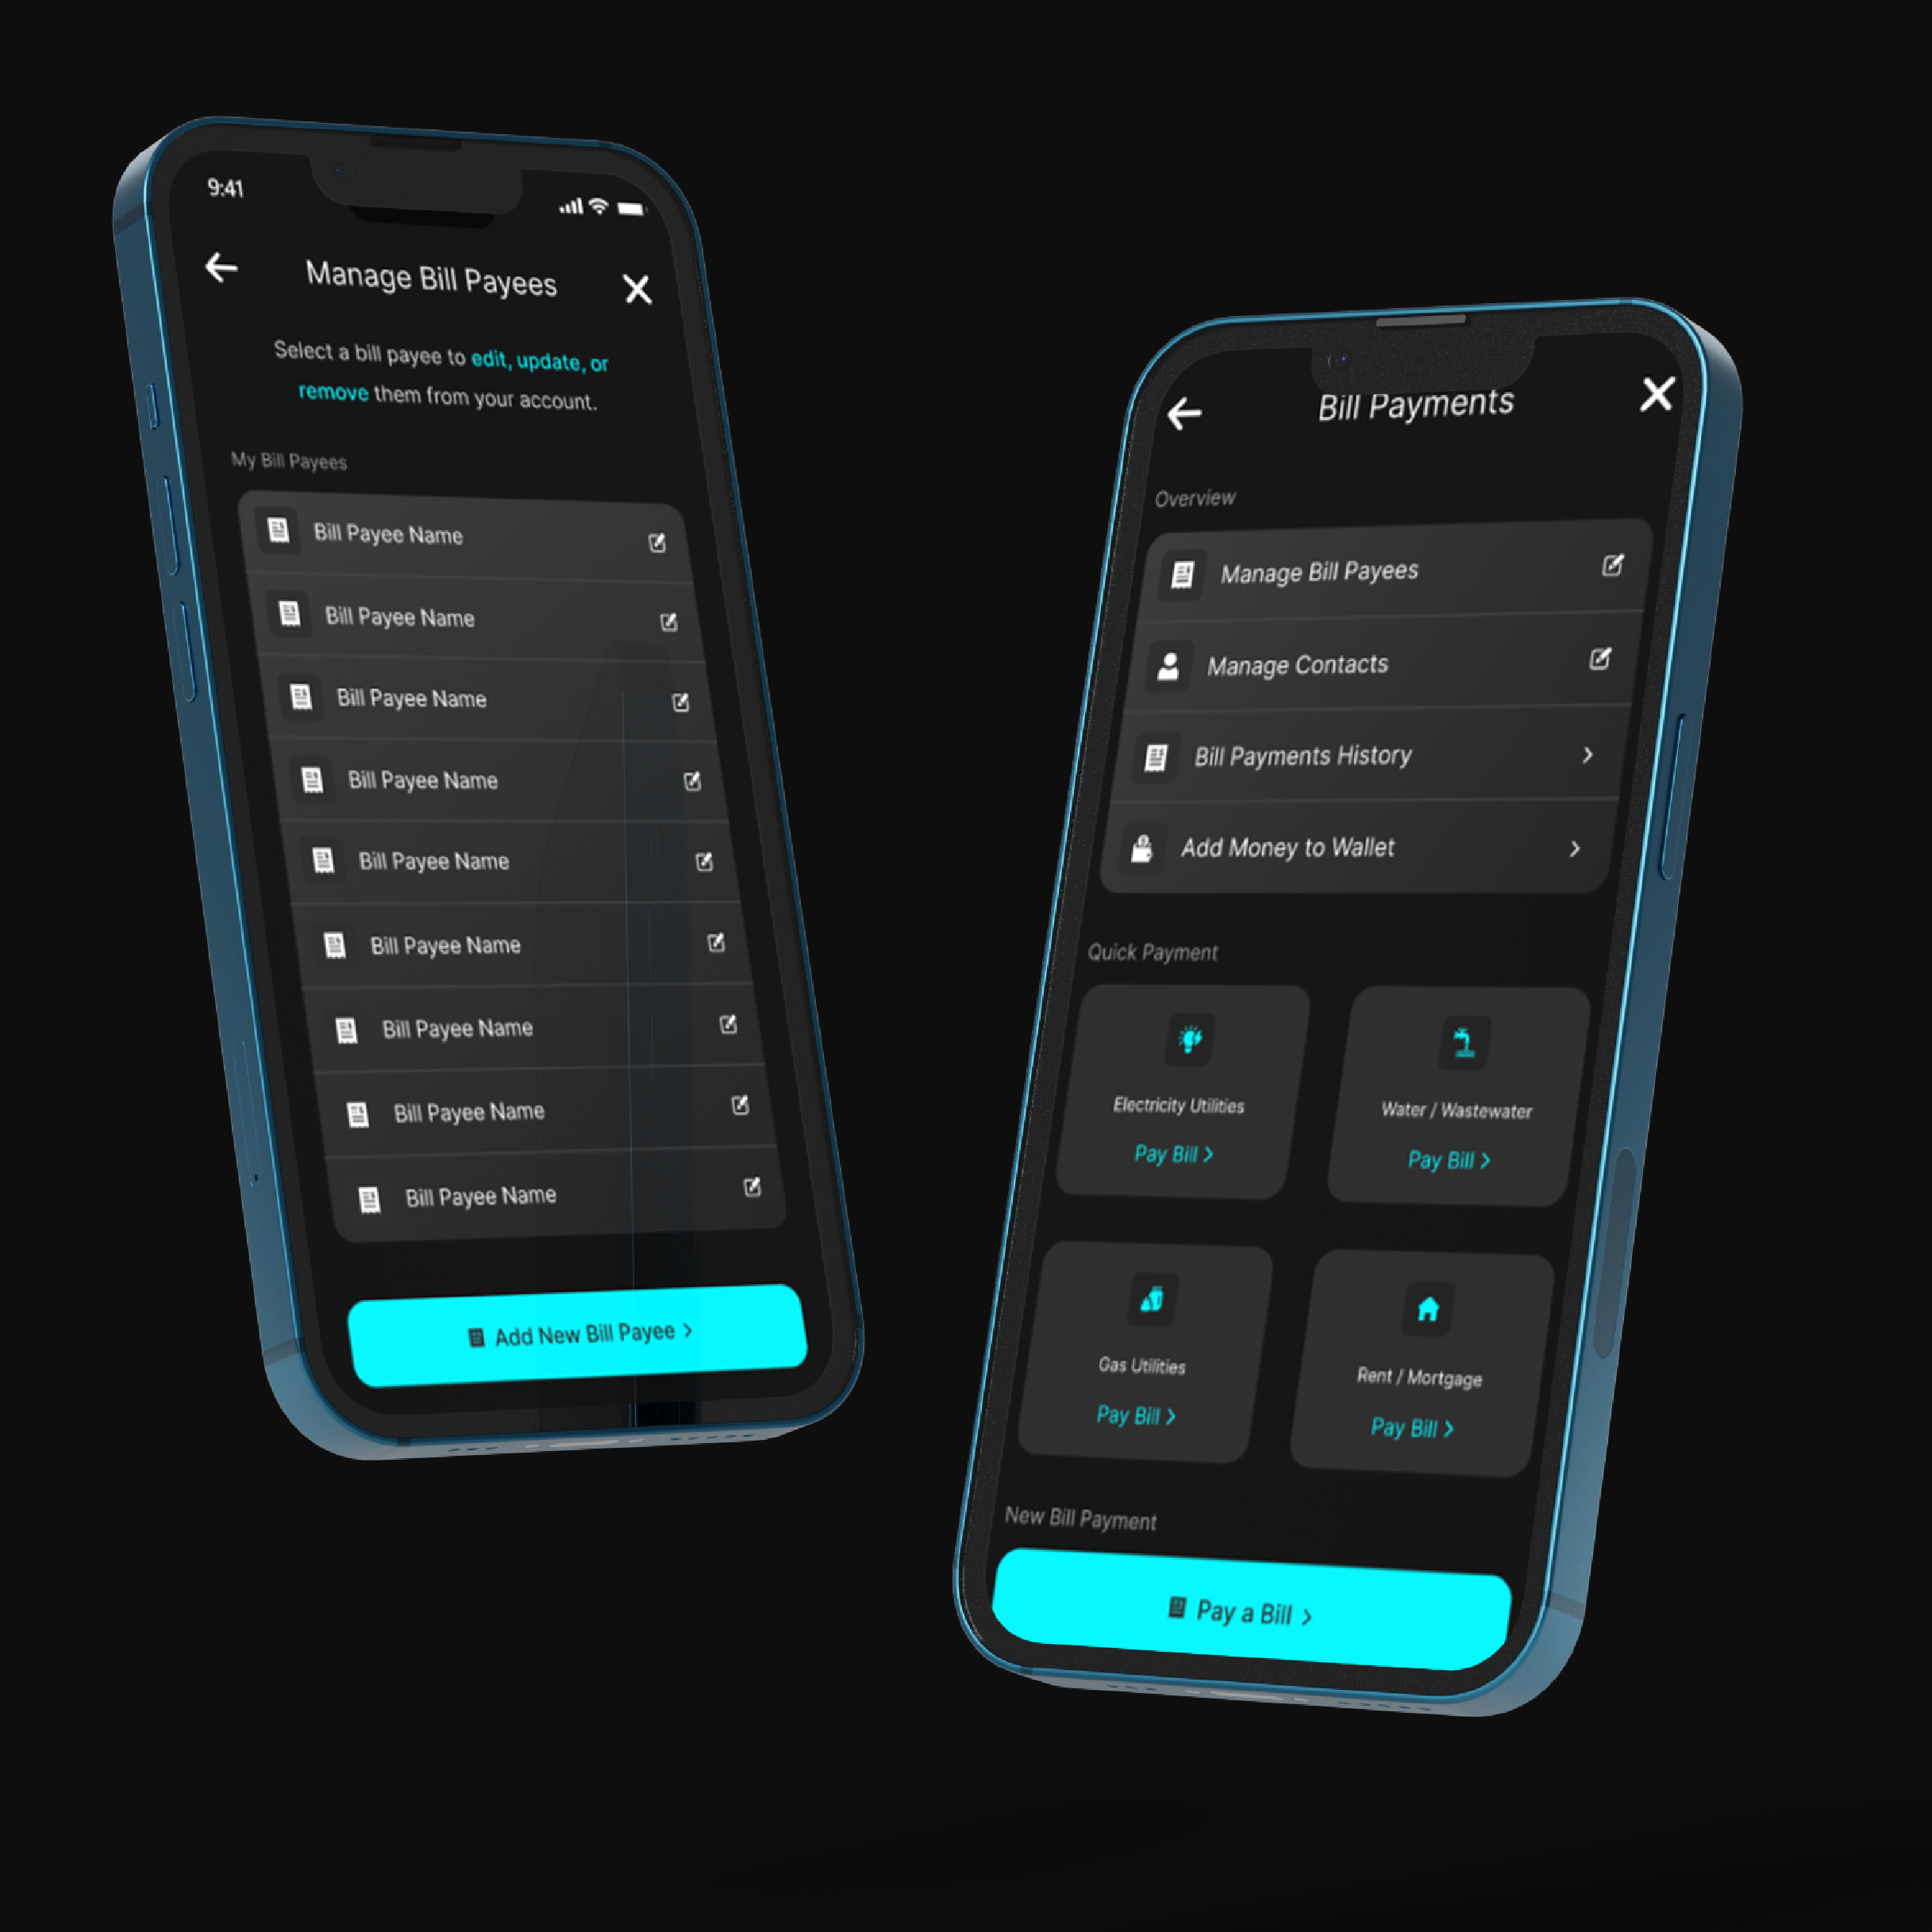 9:41
Manage Bill Payees
Select a bill payee to edit, update, or
remove them from your account.
My Bill Payees
Bill Payee Name
Bill Payee Name
Bill Payee Name
Bill Payee Name
Bill Payee Name
Bill Payee Name
Bill Payee Name
Bill Payee Name
Bill Payee Name
Add New Bill Payee >
Bill Payments
Overview
Manage Bill Payees
Manage Contacts
Bill Payments History >
Add Money to Wallet >
Quick Payment
Electricity Utilities
Pay Bill >
Water / Wastewater
Pay Bill >
Gas Utilities
Pay Bill >
Rent / Mortgage
Pay Bill >
New Bill Payment
Pay a Bill >